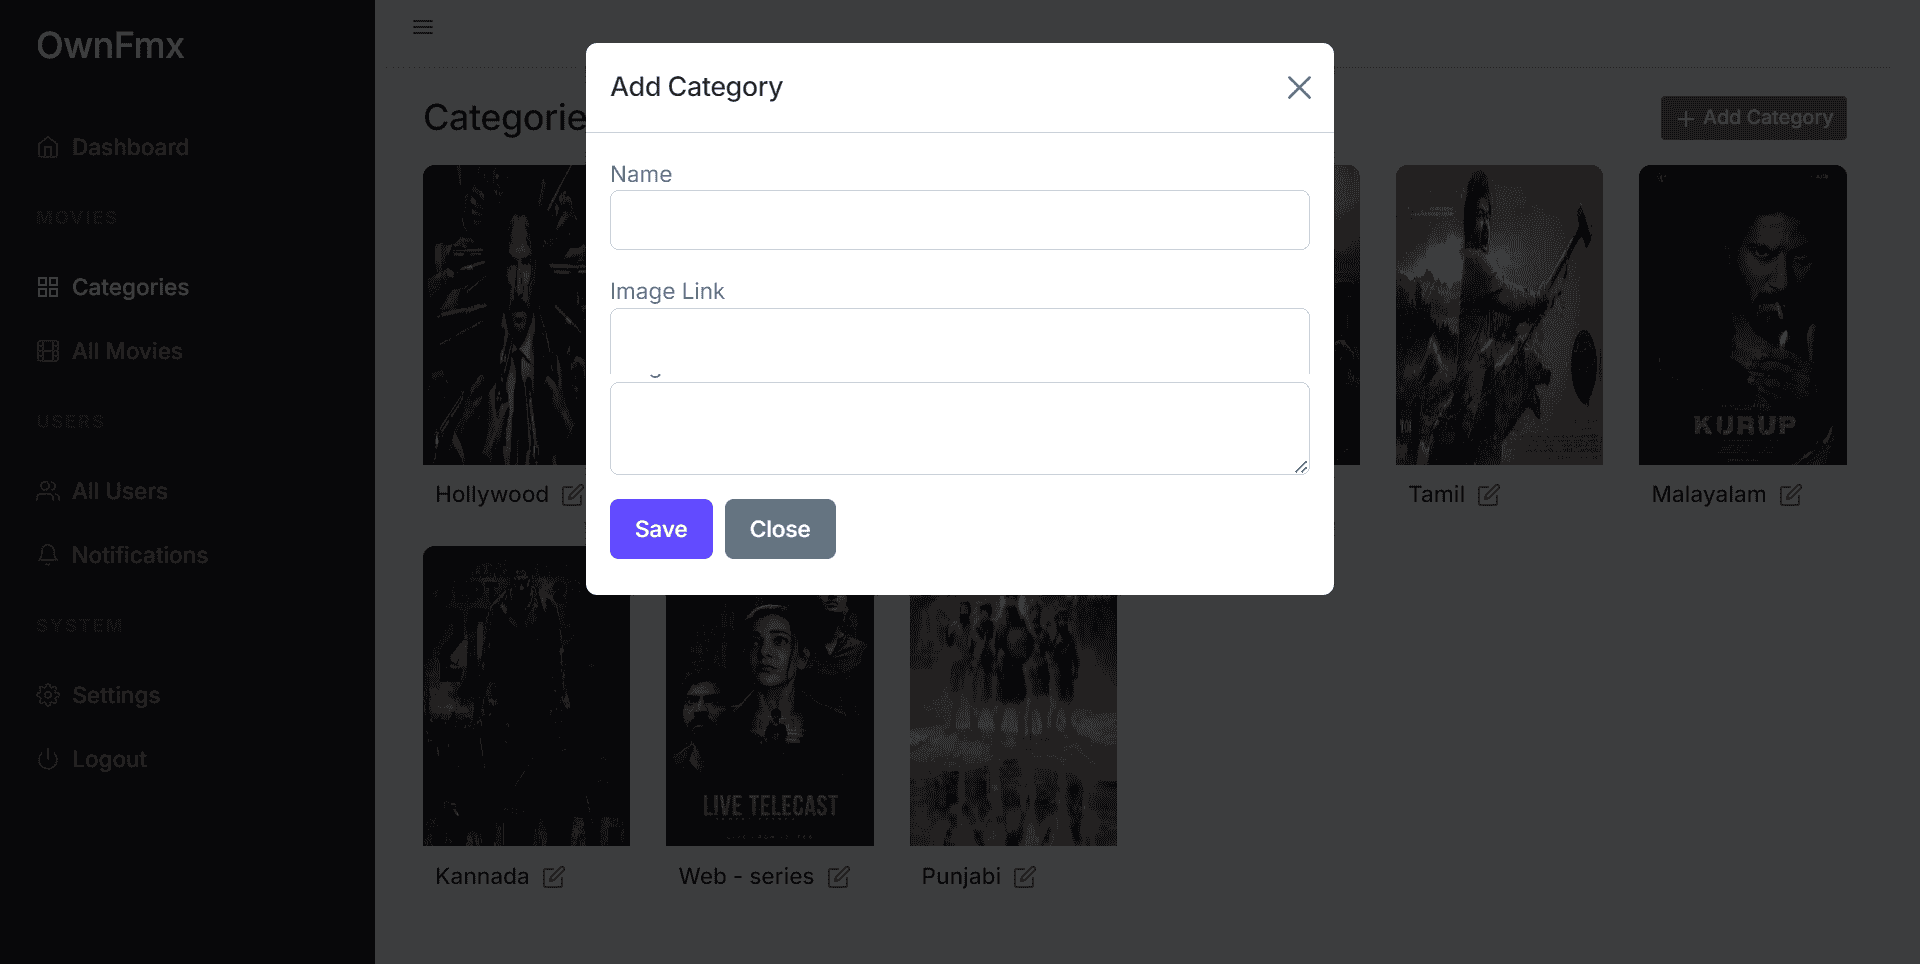 OwnFmx
Dashboard
MOVIES
Categories
All Movies
USERS
All Users
Notifications
SYSTEM
Settings
Logout
Add Category
Name
Image Link
Save
Close
Categorie
+ Add Category
KURUP
Hollywood
Tamil
Malayalam
LIVE TELECAST
Kannada
Web - series
Punjabi